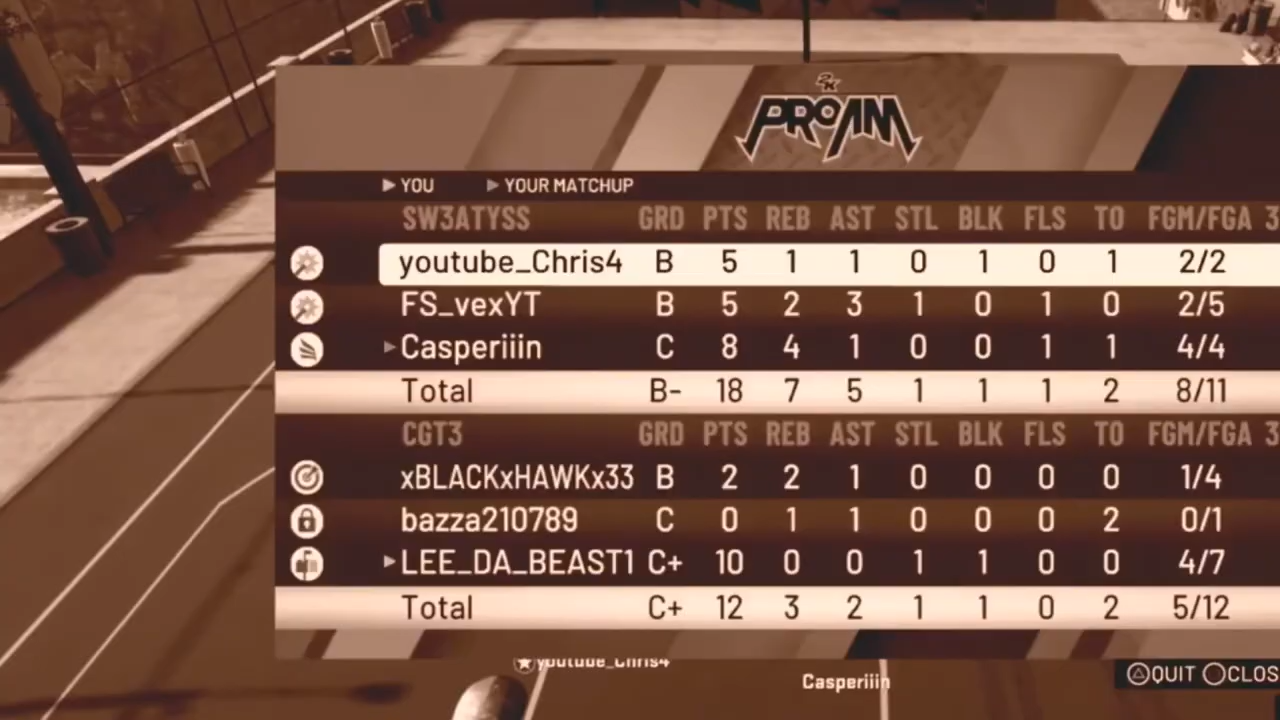 2K
PRO/AM
▶ YOU ▶ YOUR MATCHUP
SW3ATYSS GRD PTS REB AST STL BLK FLS TO FGM/FGA 3
youtube_Chris4 B 5 1 1 0 1 0 1 2/2
FS_vexYT B 5 2 3 1 0 1 0 2/5
▶Casperiiin C 8 4 1 0 0 1 1 4/4
Total B- 18 7 5 1 1 1 2 8/11
CGT3 GRD PTS REB AST STL BLK FLS TO FGM/FGA 3
xBLACKxHAWKx33 B 2 2 1 0 0 0 0 1/4
bazza210789 C 0 1 1 0 0 0 2 0/1
▶LEE_DA_BEAST1 C+ 10 0 0 1 1 0 0 4/7
Total C+ 12 3 2 1 1 0 2 5/12
youtube_Chris4
Casperiiin
QUIT CLOS